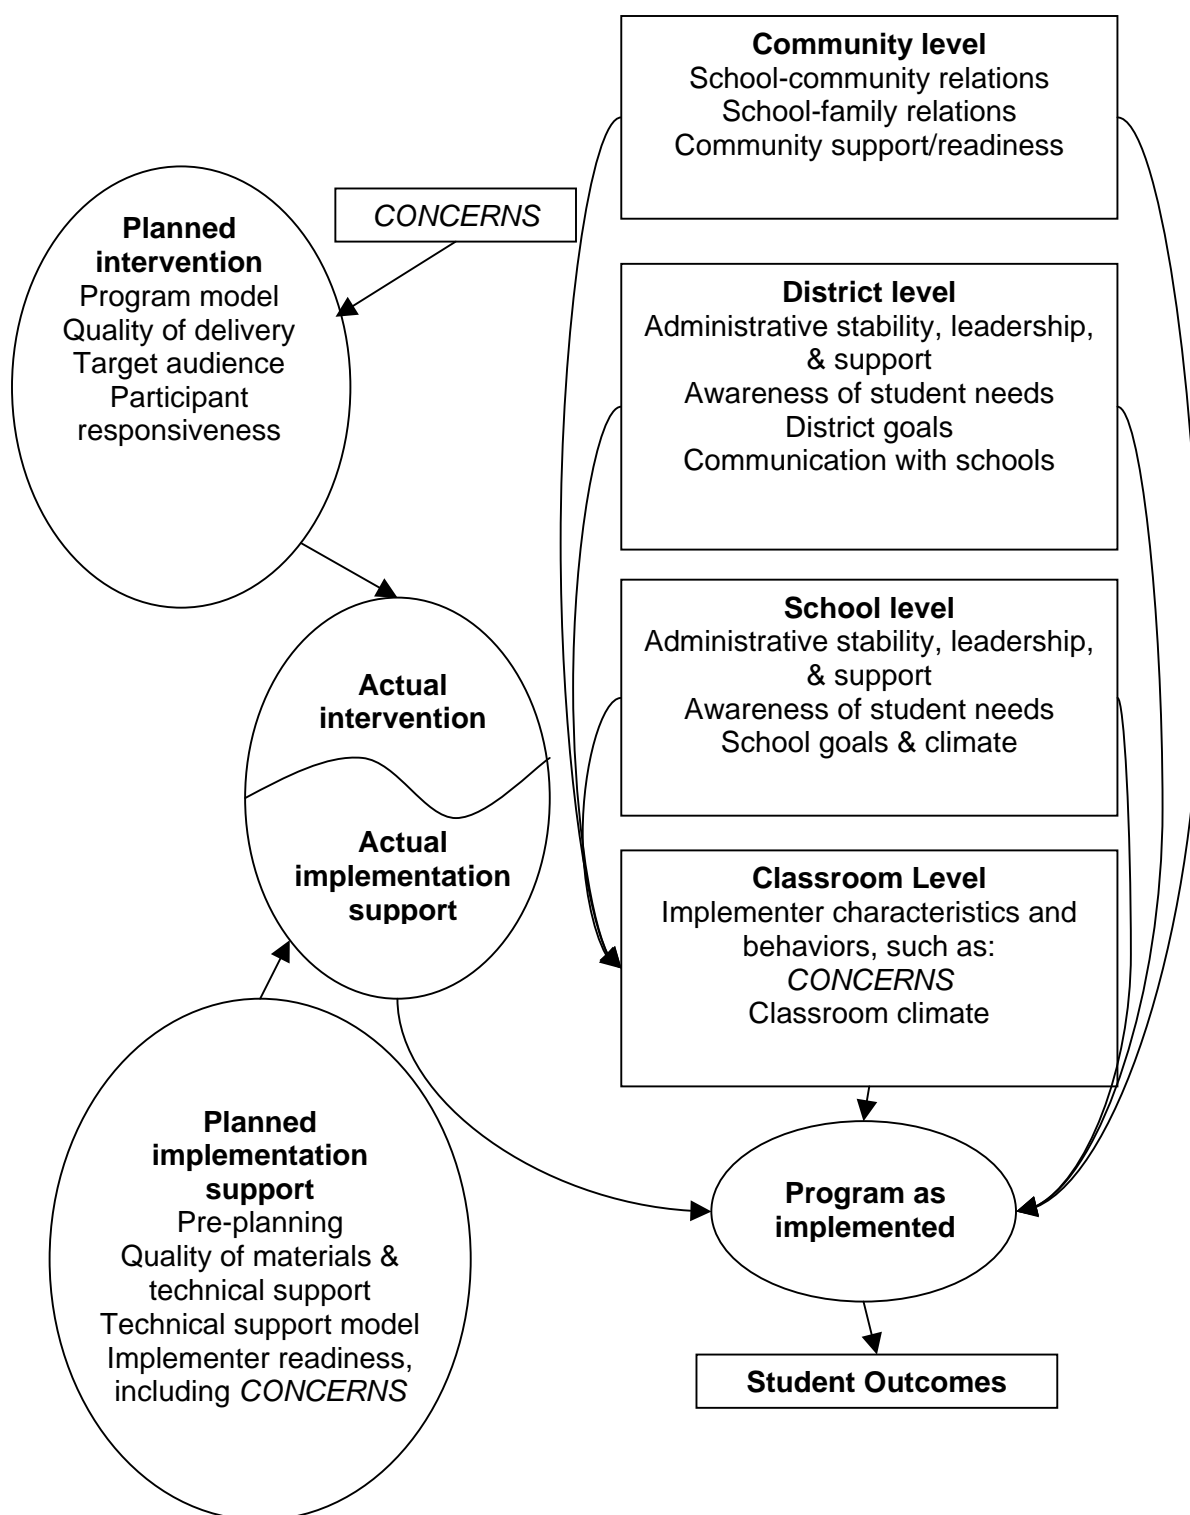 Community level
School-community relations
School-family relations
Community support/readiness
CONCERNS
Planned
intervention
Program model
Quality of delivery
Target audience
Participant
responsiveness
District level
Administrative stability, leadership,
& support
Awareness of student needs
District goals
Communication with schools
School level
Administrative stability, leadership,
& support
Awareness of student needs
School goals & climate
Actual
intervention
Actual
implementation
support
Classroom Level
Implementer characteristics and
behaviors, such as:
CONCERNS
Classroom climate
Planned
implementation
support
Pre-planning
Quality of materials &
technical support
Technical support model
Implementer readiness,
including CONCERNS
Program as
implemented
Student Outcomes